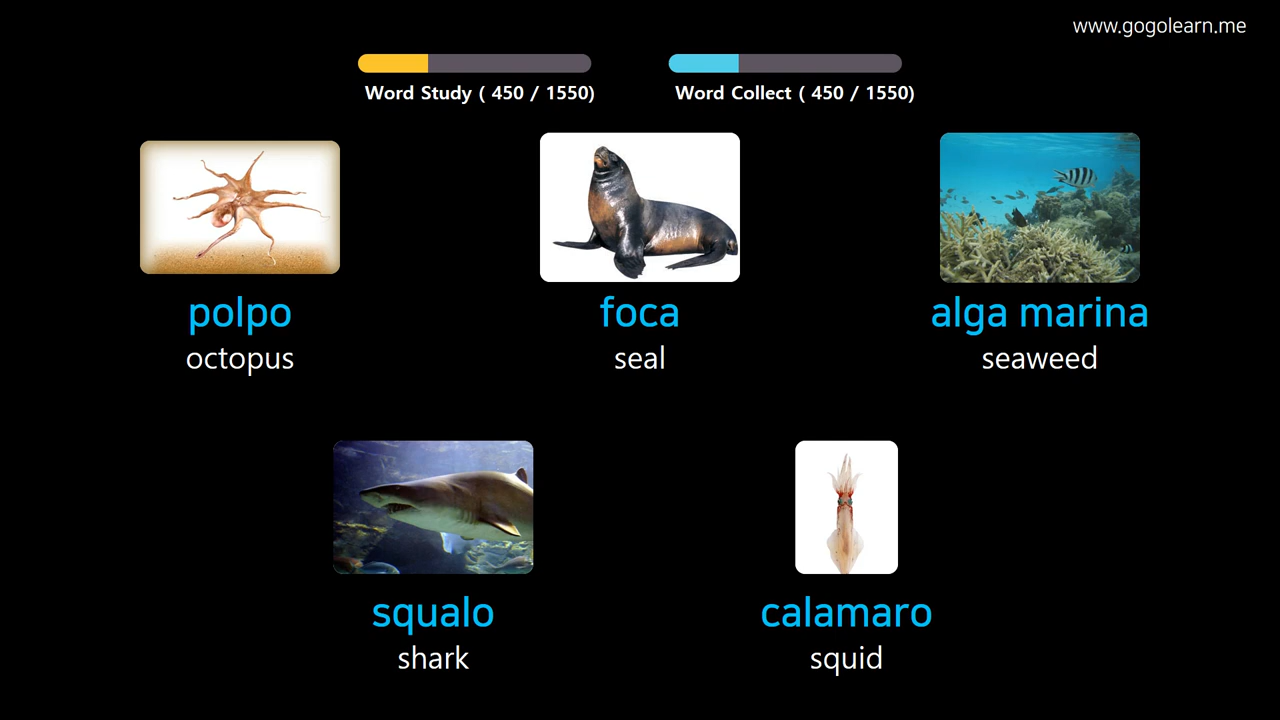 www.gogolearn.me
Word Study ( 450 / 1550)
Word Collect ( 450 / 1550)
polpo
octopus
foca
seal
alga marina
seaweed
squalo
shark
calamaro
squid